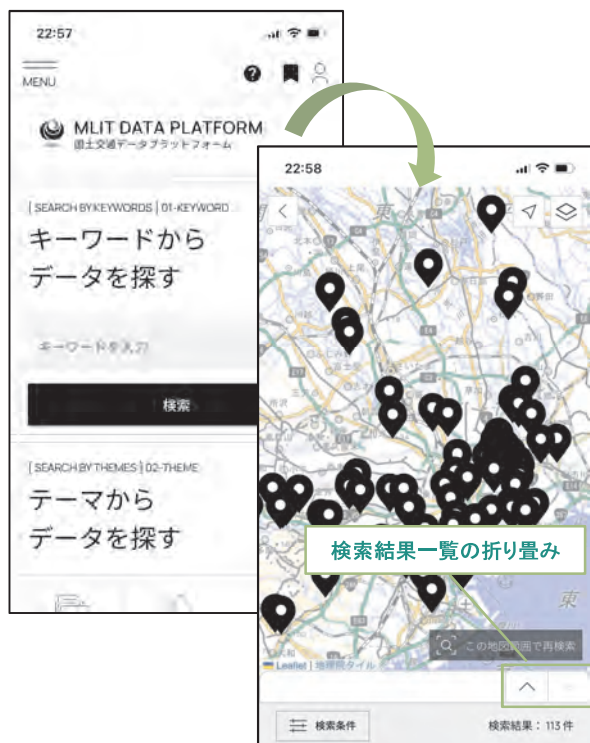 22:57
MENU
MLIT DATA PLATFORM
国土交通データプラットフォーム
[ SEARCH BY KEYWORDS ] 01-KEYWORD
キーワードから
データを探す
キーワードを入力
検索
[ SEARCH BY THEMES ] 02-THEME
テーマから
データを探す
22:58
検索結果一覧の折り畳み
東
この地図範囲で再検索
Leaflet | 地理院タイル
検索条件
検索結果： 113 件